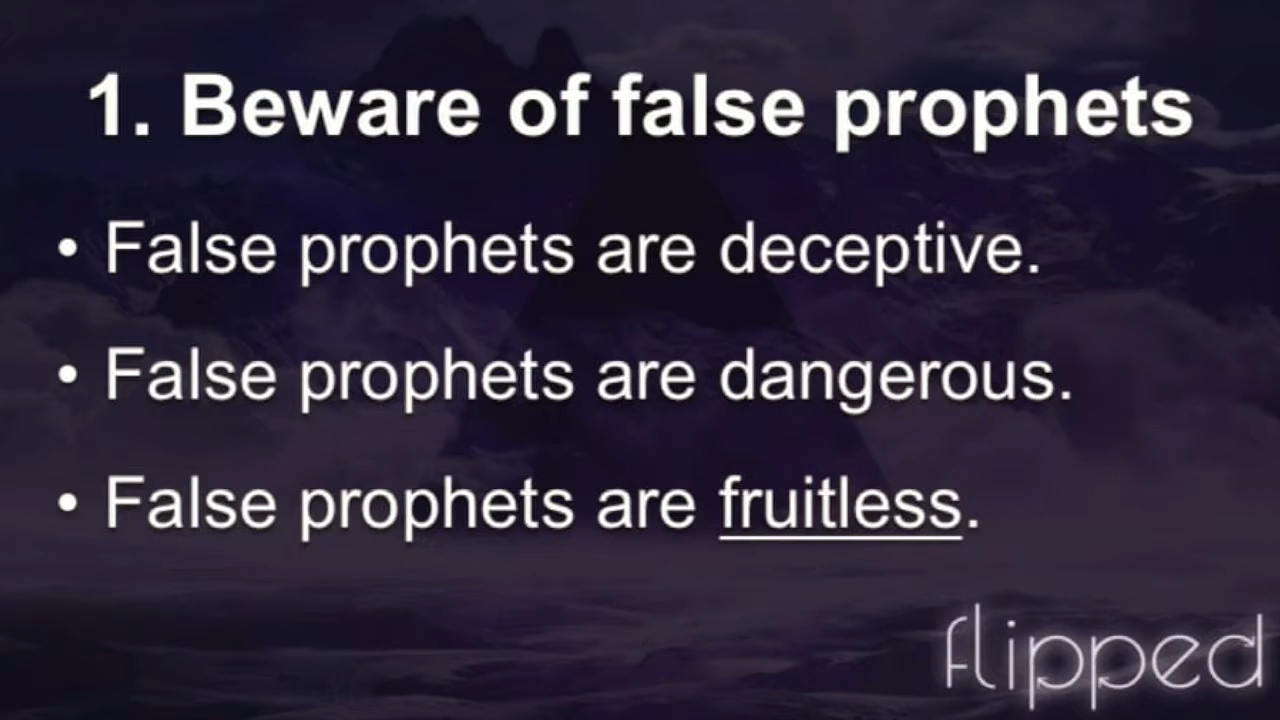 1. Beware of false prophets
• False prophets are deceptive.
• False prophets are dangerous.
• False prophets are fruitless.
flipped